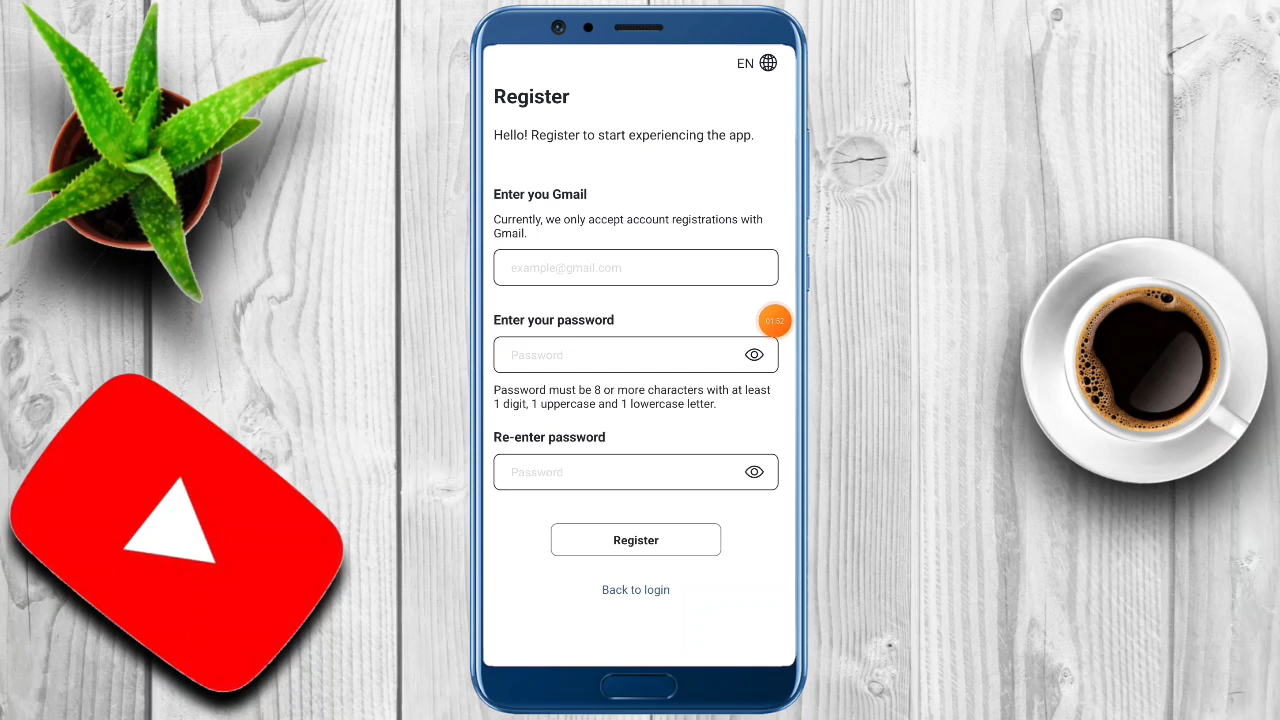 EN
Register
Hello! Register to start experiencing the app.
Enter you Gmail
Currently, we only accept account registrations with
Gmail.
example@gmail.com
Enter your password
01:52
Password
Password must be 8 or more characters with at least
1 digit, 1 uppercase and 1 lowercase letter.
Re-enter password
Password
Register
Back to login